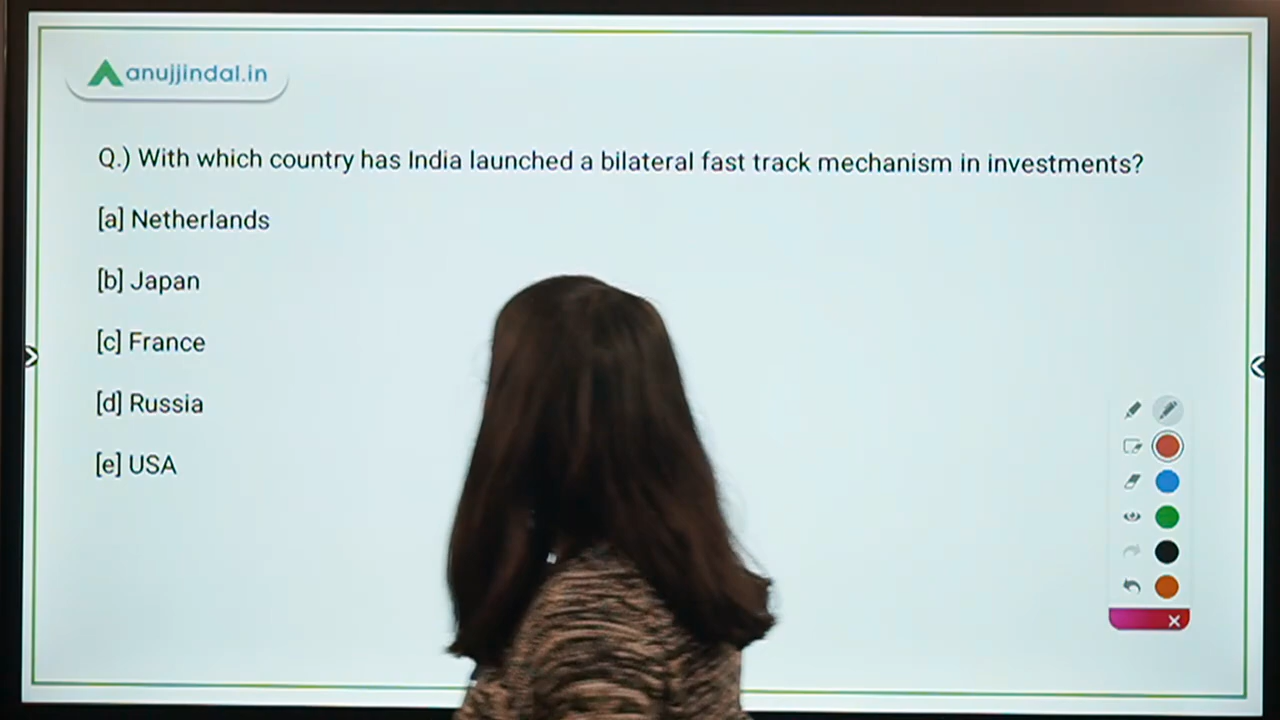 anujjindal.in
Q.) With which country has India launched a bilateral fast track mechanism in investments?
[a] Netherlands
[b] Japan
[c] France
[d] Russia
[e] USA